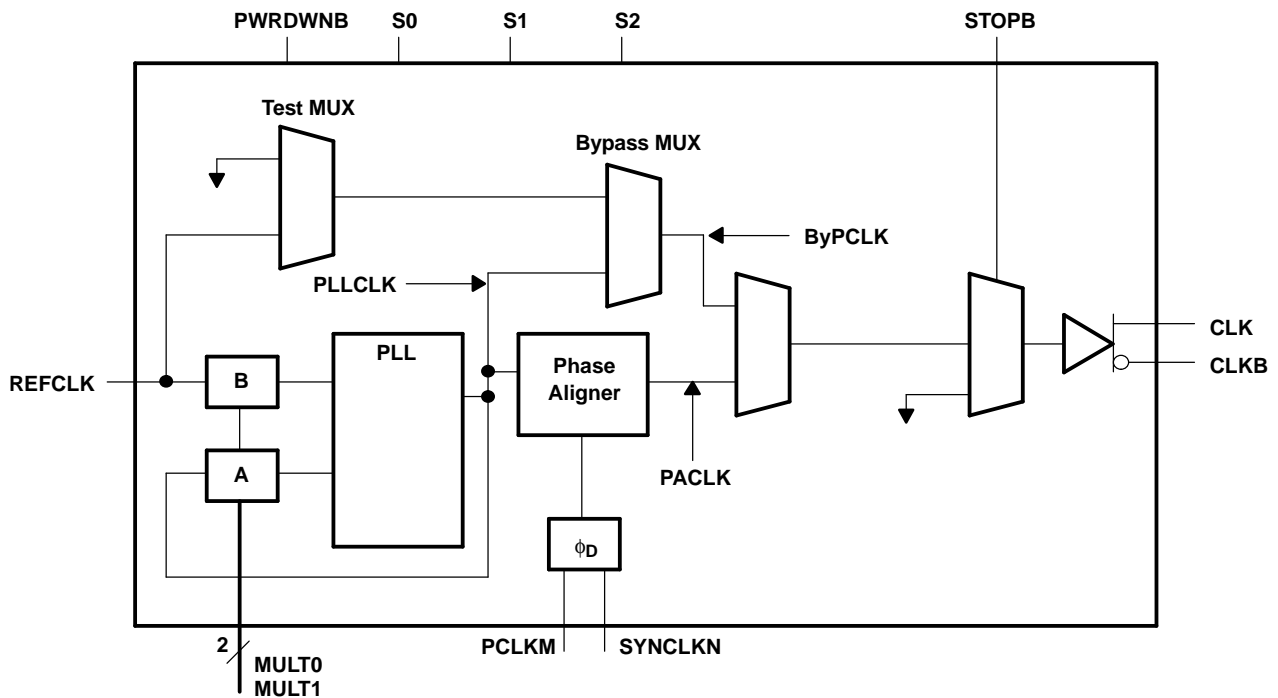 PWRDWNB S0 S1 S2 STOPB
Test MUX
Bypass MUX
ByPCLK
PLLCLK
PLL
Phase
Aligner
CLK
CLKB
REFCLK
B
A
PACLK
ϕD
2
MULT0
MULT1
PCLKM SYNCLKN